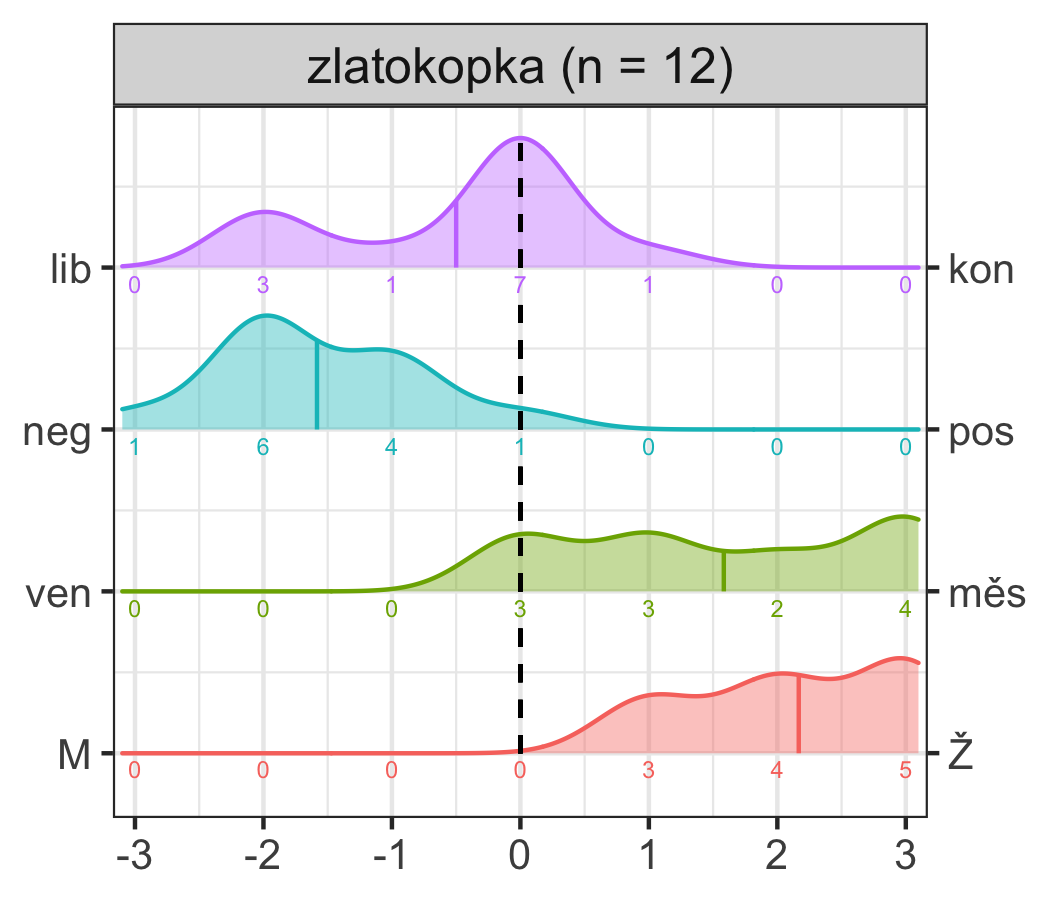 zlatokopka (n = 12)
lib kon
0 3 1 7 1 0 0
neg pos
1 6 4 1 0 0 0
ven měs
0 0 0 3 3 2 4
M Ž
0 0 0 0 3 4 5
-3 -2 -1 0 1 2 3